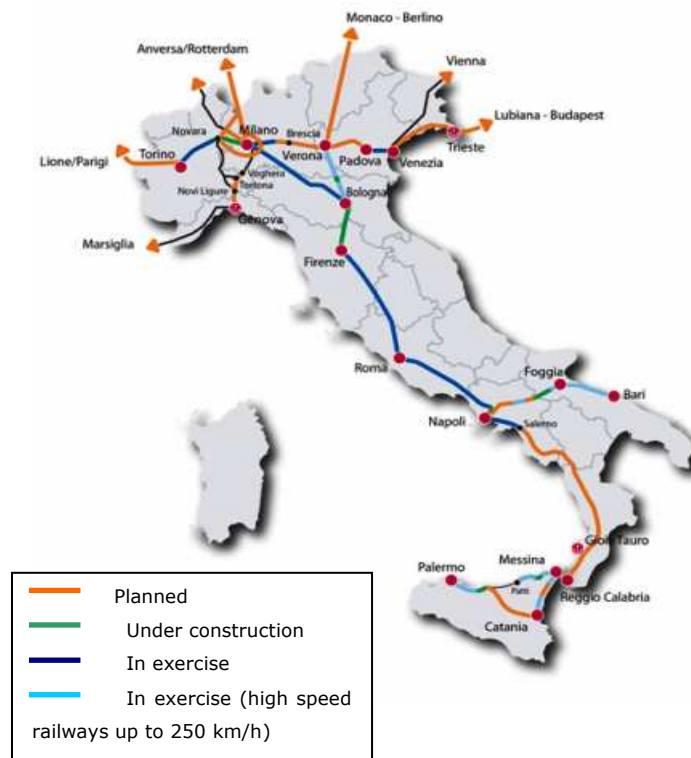 Monaco - Berlino
Anversa/Rotterdam
Vienna
Lubiana - Budapest
Novara
Milano
Brescia
Trieste
Lione/Parigi
Torino
Verona
Padova
Venezia
Voghera
Tortona
Novi Ligure
Bologna
Genova
Marsiglia
Firenze
Roma
Foggia
Bari
Napoli
Salerno
Gioia Tauro
Messina
Palermo
Patti
Reggio Calabria
Catania
Planned
Under construction
In exercise
In exercise (high speed
railways up to 250 km/h)